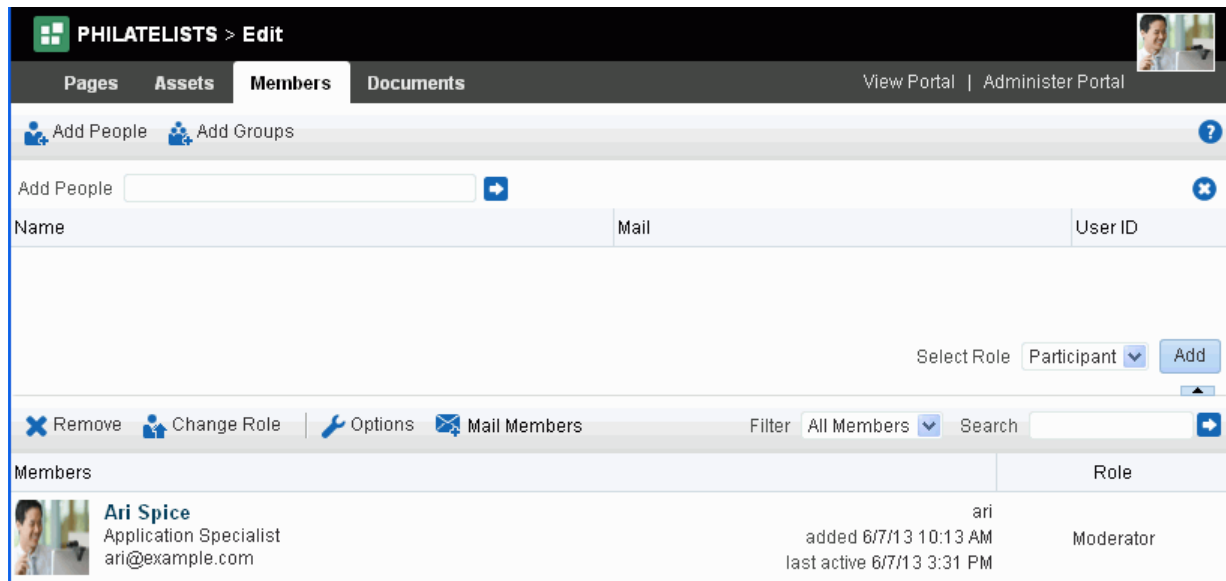 PHILATELISTS > Edit
Pages Assets Members Documents View Portal | Administer Portal
Add People Add Groups
Add People
Name Mail User ID
Select Role Participant Add
Remove Change Role Options Mail Members Filter All Members Search
Members Role
Ari Spice ari
Application Specialist added 6/7/13 10:13 AM Moderator
ari@example.com last active 6/7/13 3:31 PM